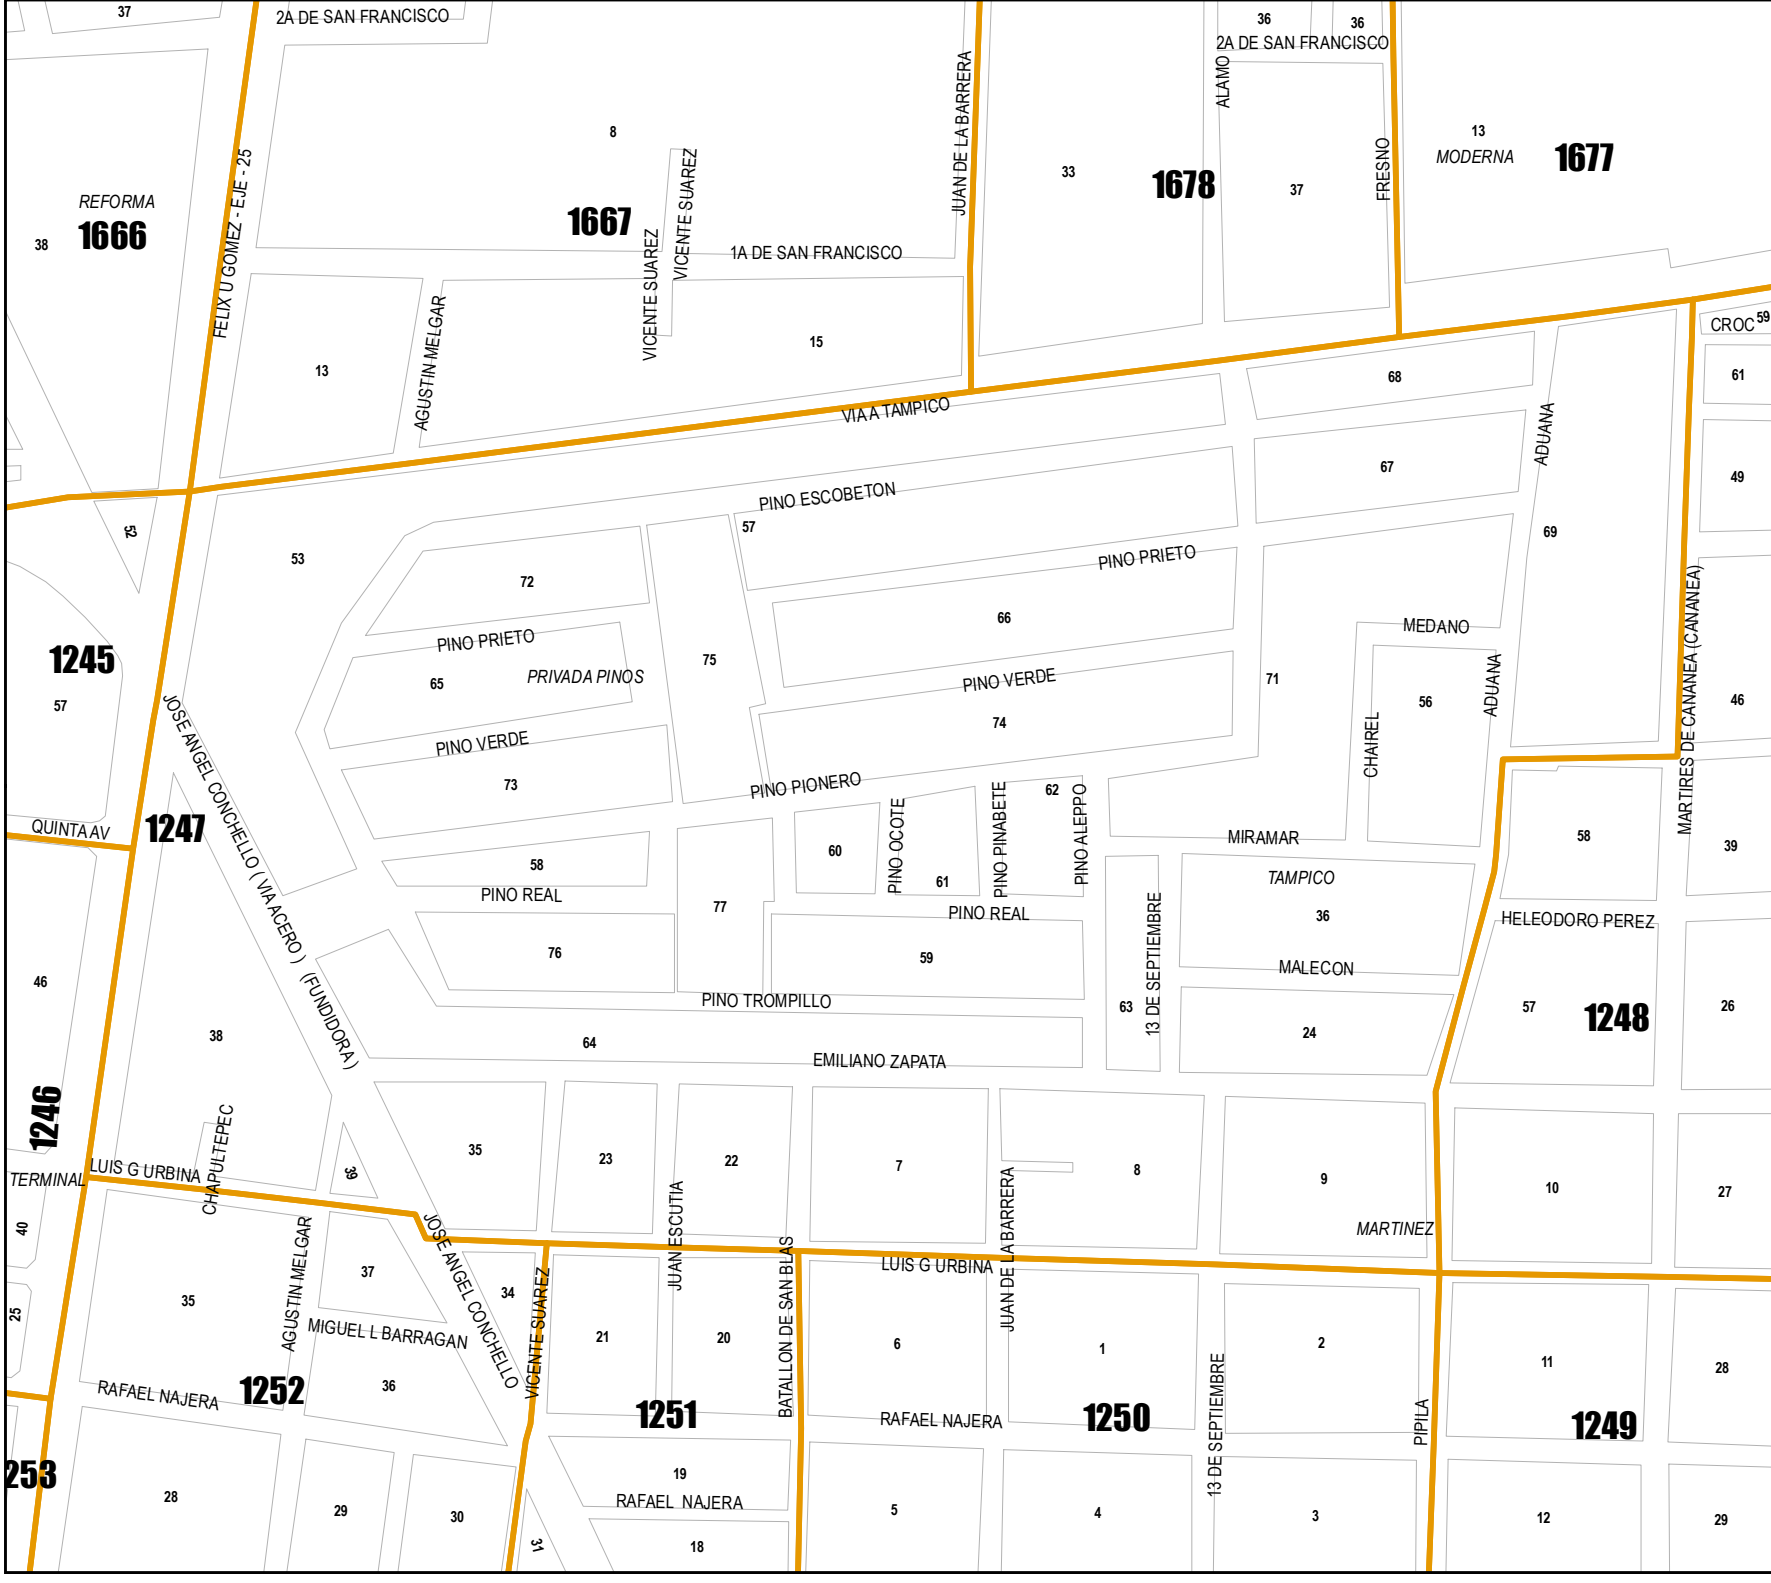 37
2A DE SAN FRANCISCO
36
36
2A DE SAN FRANCISCO
JUAN DE LA BARRERA
ALAMO
8
13
MODERNA
1677
FELIX U GOMEZ - EJE - 25
VICENTE SUAREZ
33
1678
37
FRESNO
REFORMA
1666
38
1667
VICENTE SUAREZ
1A DE SAN FRANCISCO
13
AGUSTIN MELGAR
15
CROC
59
61
68
VIA A TAMPICO
ADUANA
67
49
PINO ESCOBETON
57
52
53
69
PINO PRIETO
72
66
MEDANO
PINO PRIETO
1245
75
PRIVADA PINOS
65
PINO VERDE
71
ADUANA
MARTIRES DE CANANEA (CANANEA)
57
56
46
74
CHAIREL
PINO VERDE
JOSE ANGEL CONCHELLO ( VIA ACERO ) (FUNDIDORA )
73
PINO PIONERO
62
QUINTA AV
1247
PINO OCOTE
PINO PINABETE
PINO ALEPPO
MIRAMAR
58
39
60
58
61
TAMPICO
PINO REAL
77
PINO REAL
36
HELEODORO PEREZ
13 DE SEPTIEMBRE
76
59
MALECON
46
PINO TROMPILLO
63
57
1248
26
38
64
24
EMILIANO ZAPATA
1246
CHAPULTEPEC
35
23
22
7
8
9
10
27
39
TERMINAL
LUIS G URBINA
40
JUAN ESCUTIA
JUAN DE LA BARRERA
MARTINEZ
AGUSTIN MELGAR
JOSE ANGEL CONCHELLO
BATALLON DE SAN BLAS
LUIS G URBINA
37
34
VICENTE SUAREZ
35
25
MIGUEL L BARRAGAN
21
20
6
1
2
11
28
36
RAFAEL NAJERA
1252
1251
RAFAEL NAJERA
1250
13 DE SEPTIEMBRE
PIPILA
1249
253
19
28
29
30
RAFAEL NAJERA
5
4
3
12
29
31
18